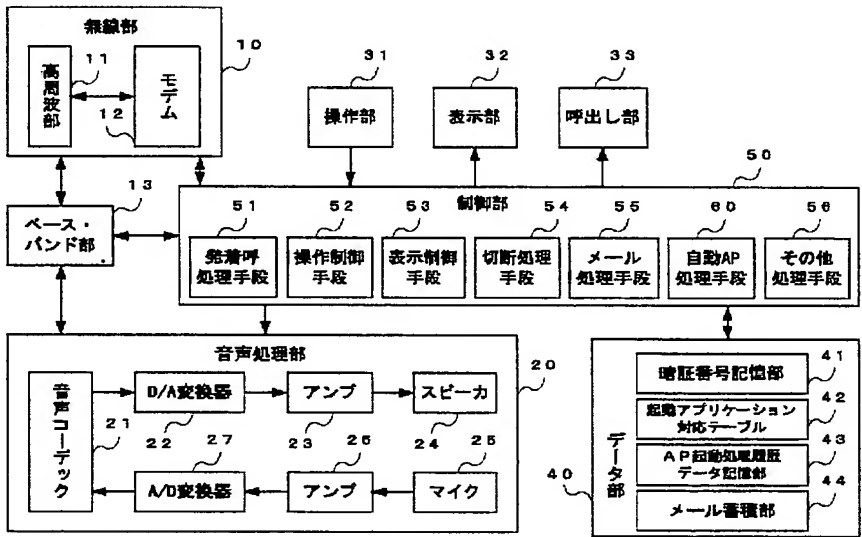 無線部
高周波部
11
12
モデム
10
31
操作部
32
表示部
33
呼出し部
13
ベース・
バンド部
50
制御部
51
発着呼
処理手段
52
操作制御
手段
53
表示制御
手段
54
切断処理
手段
55
メール
処理手段
60
自動AP
処理手段
56
その他
処理手段
音声処理部
20
音声コーデック
21
D/A変換器
22
アンプ
23
スピーカ
24
27
A/D変換器
26
アンプ
25
マイク
データ部
40
暗証番号記憶部
41
起動アプリケーション
対応テーブル
42
AP起動処理履歴
データ記憶部
43
メール蓄積部
44